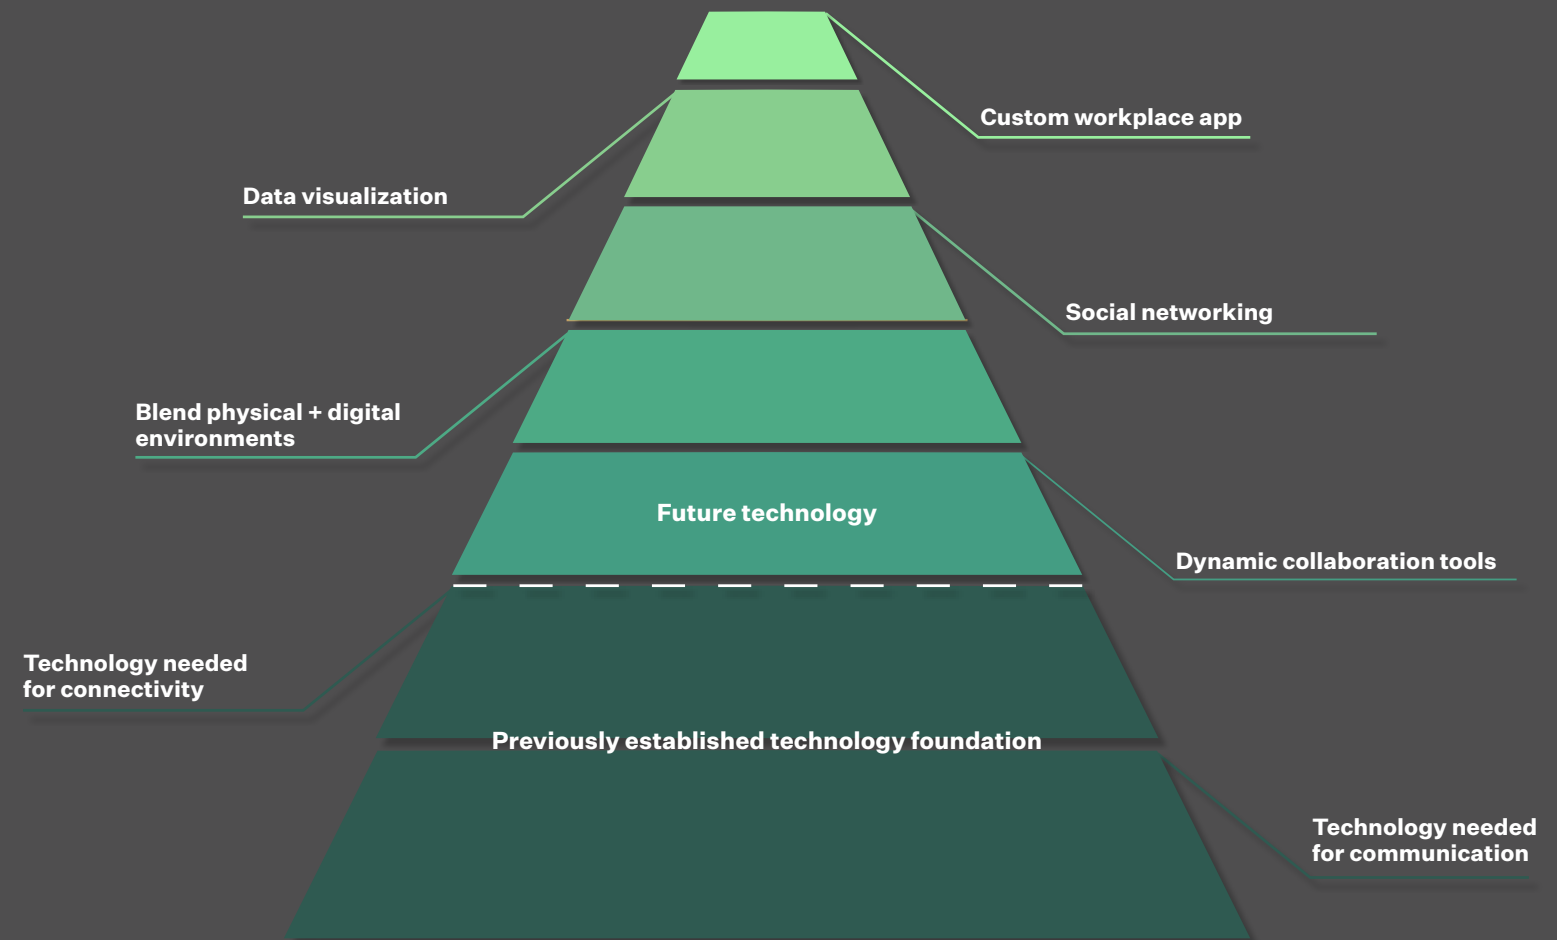 Custom workplace app
Data visualization
Social networking
Blend physical + digital
environments
Future technology
Dynamic collaboration tools
Technology needed
for connectivity
Previously established technology foundation
Technology needed
for communication